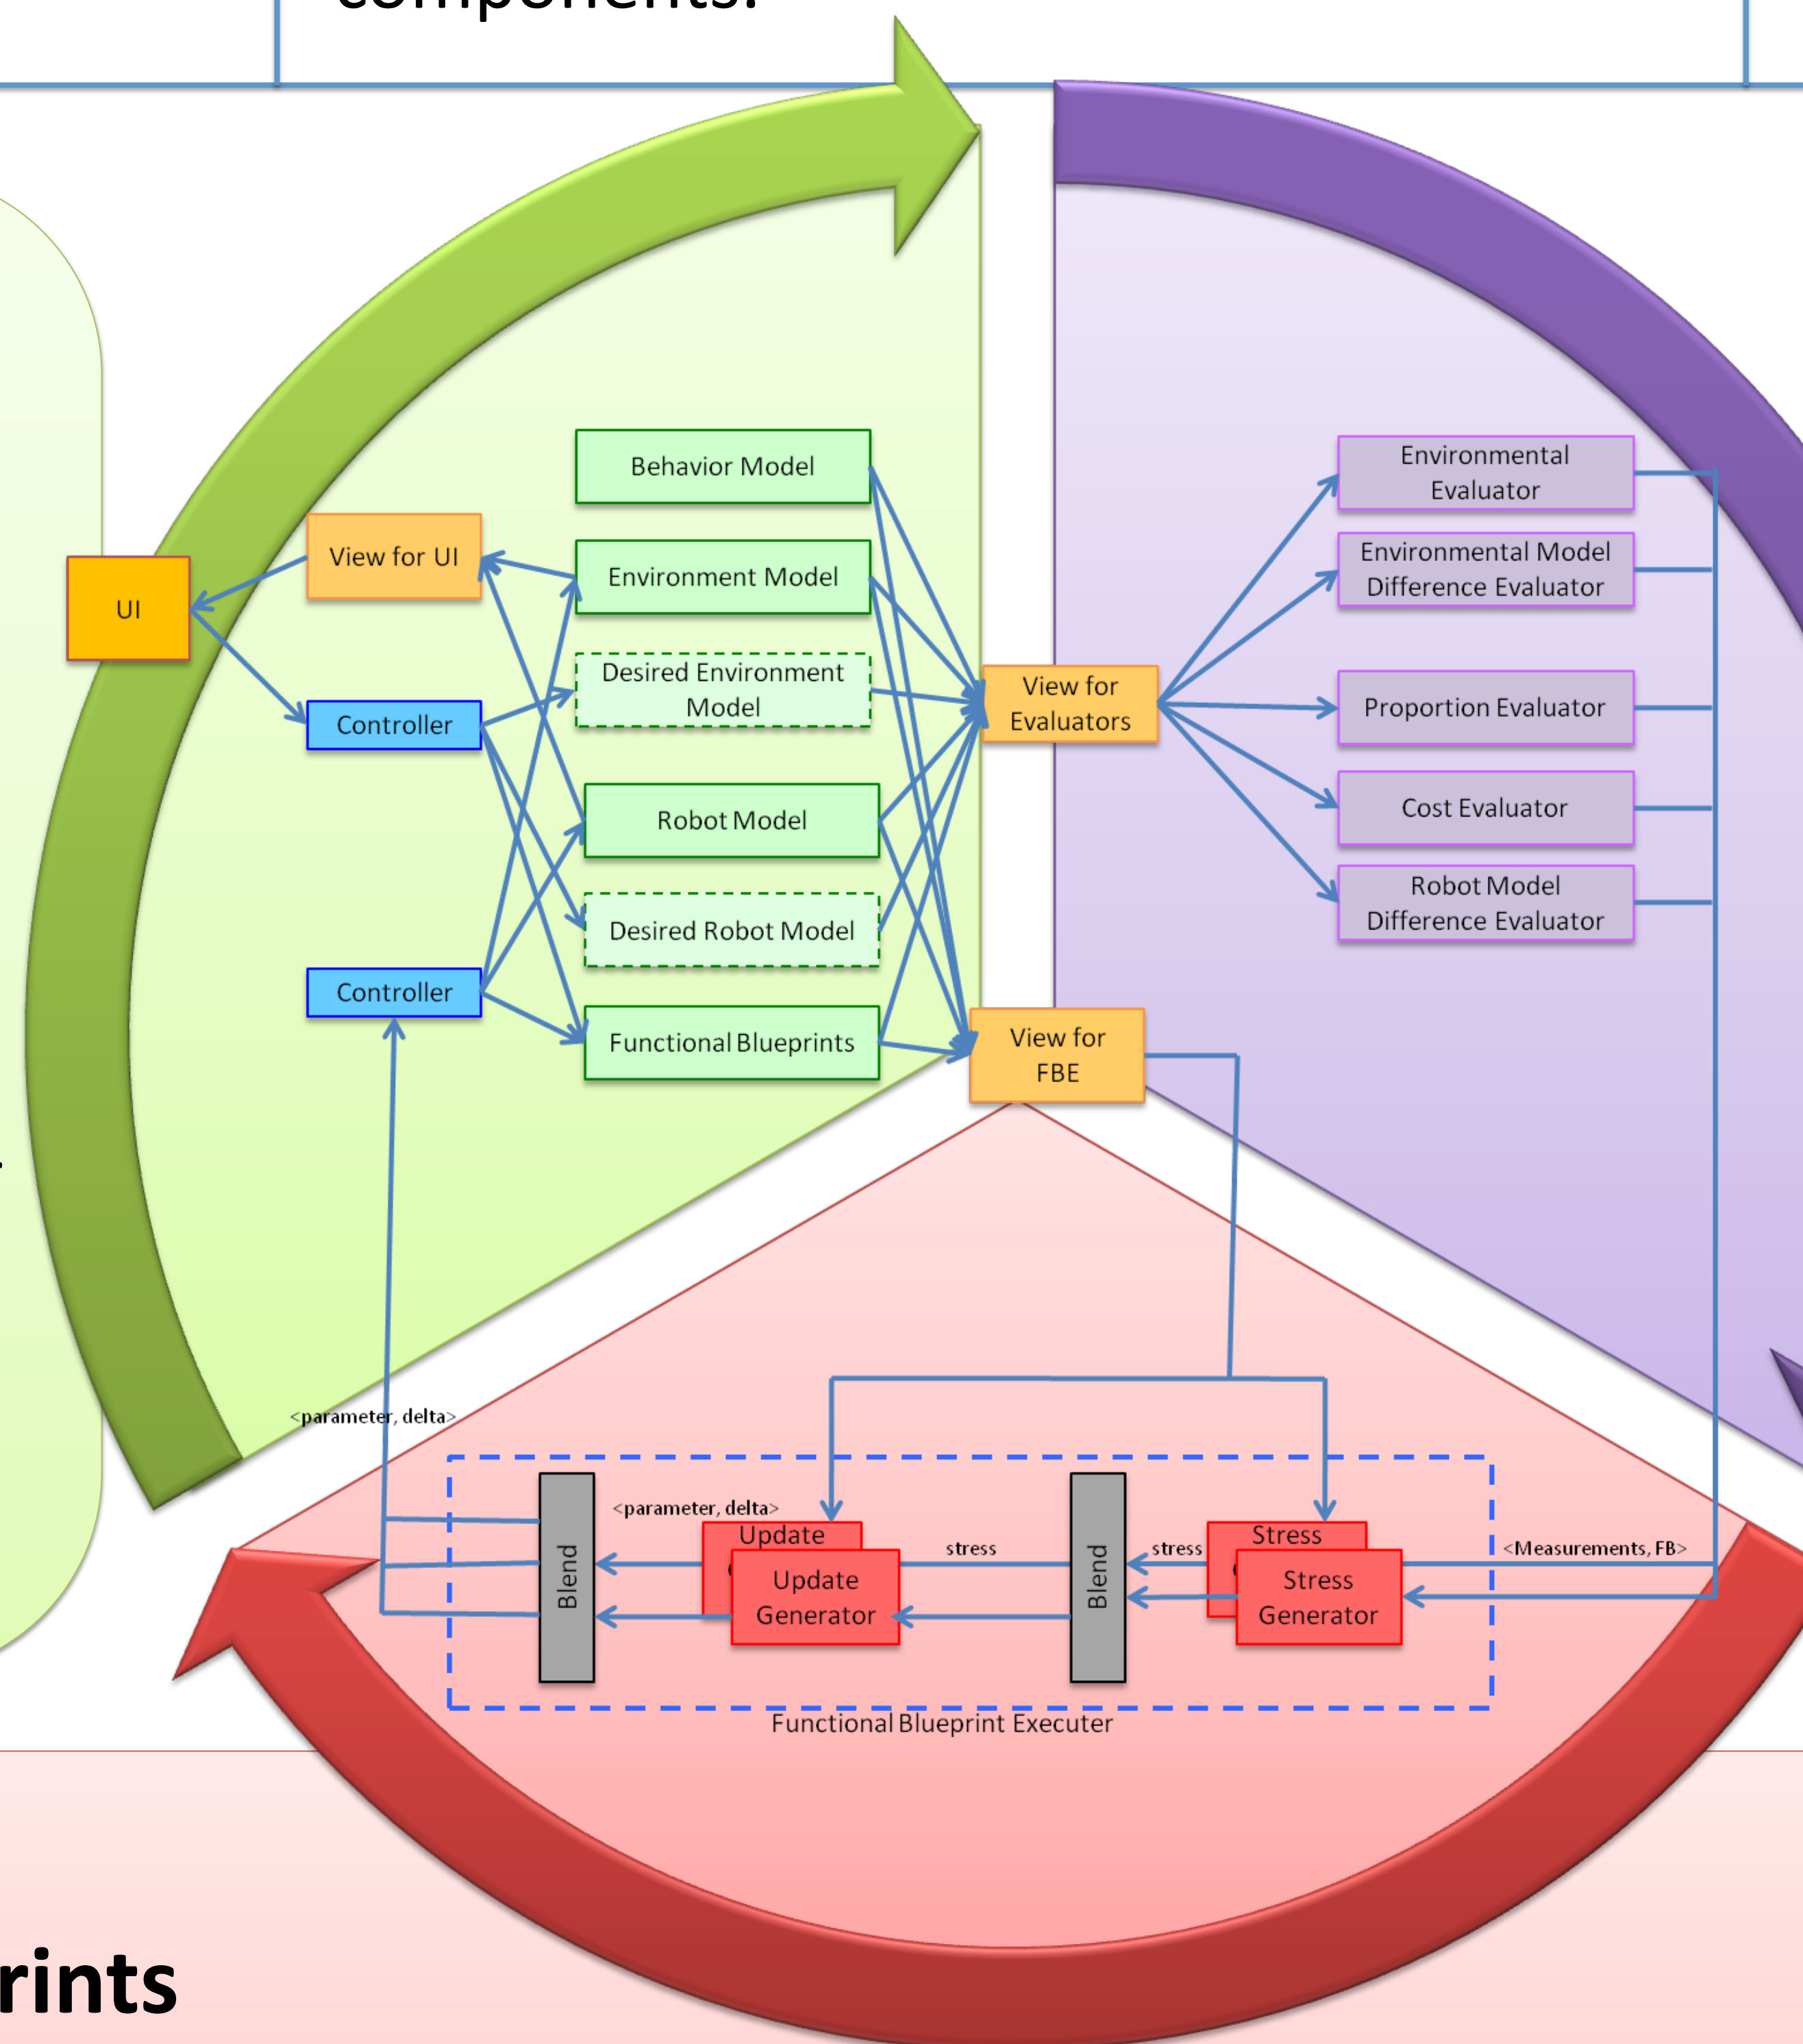 components.
Behavior Model
Environmental
Evaluator
View for UI
Environment Model
Environmental Model
Difference Evaluator
UI
Desired Environment
Model
View for
Evaluators
Proportion Evaluator
Controller
Robot Model
Cost Evaluator
Desired Robot Model
Robot Model
Difference Evaluator
Controller
Functional Blueprints
View for
FBE
<parameter, delta>
<parameter, delta>
Blend
Update
Update
Generator
stress
Blend
stress
Stress
Stress
Generator
<Measurements, FB>
Functional Blueprint Executer
rints